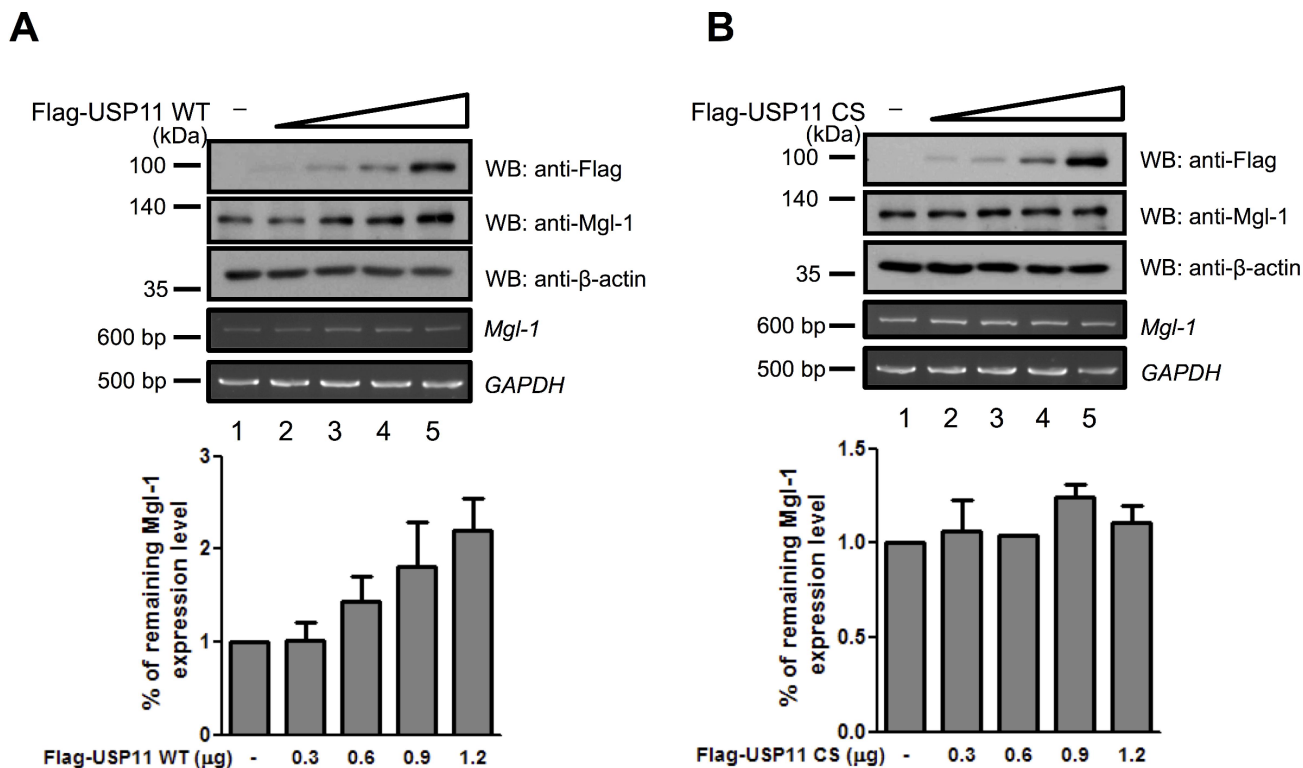 A
Flag-USP11 WT –
(kDa)
100 WB: anti-Flag
140
WB: anti-Mgl-1
WB: anti-β-actin
35
Mgl-1
600 bp
500 bp GAPDH
1 2 3 4 5
% of remaining Mgl-1
expression level
3
2
1
0
Flag-USP11 WT (μg) - 0.3 0.6 0.9 1.2
B
Flag-USP11 CS –
(kDa)
100 WB: anti-Flag
140
WB: anti-Mgl-1
WB: anti-β-actin
35
Mgl-1
600 bp
500 bp GAPDH
1 2 3 4 5
% of remaining Mgl-1
expression level
1.5
1.0
0.5
0.0
Flag-USP11 CS (μg) - 0.3 0.6 0.9 1.2